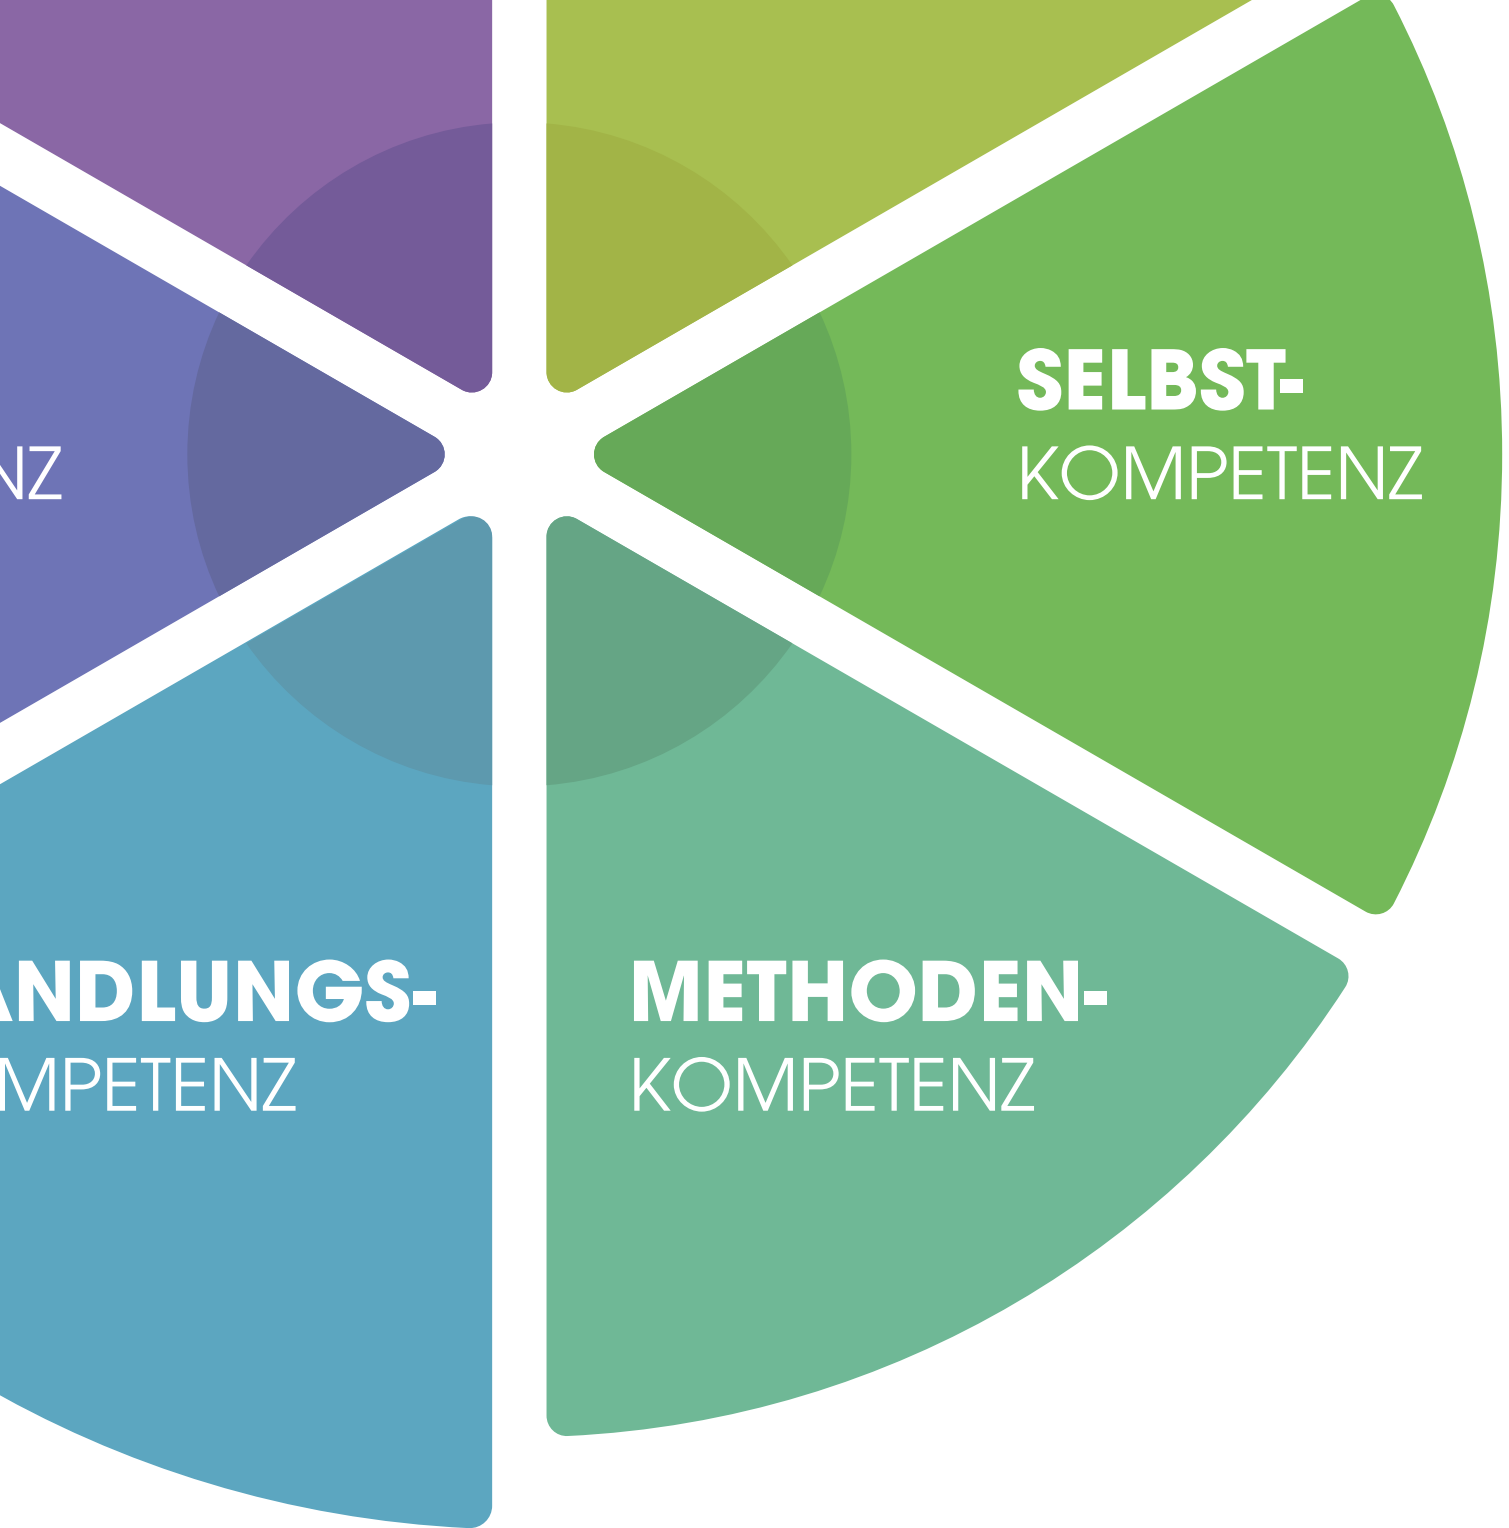 SELBST-
KOMPETENZ
NZ
ANDLUNGS-
MPETENZ
METHODEN-
KOMPETENZ